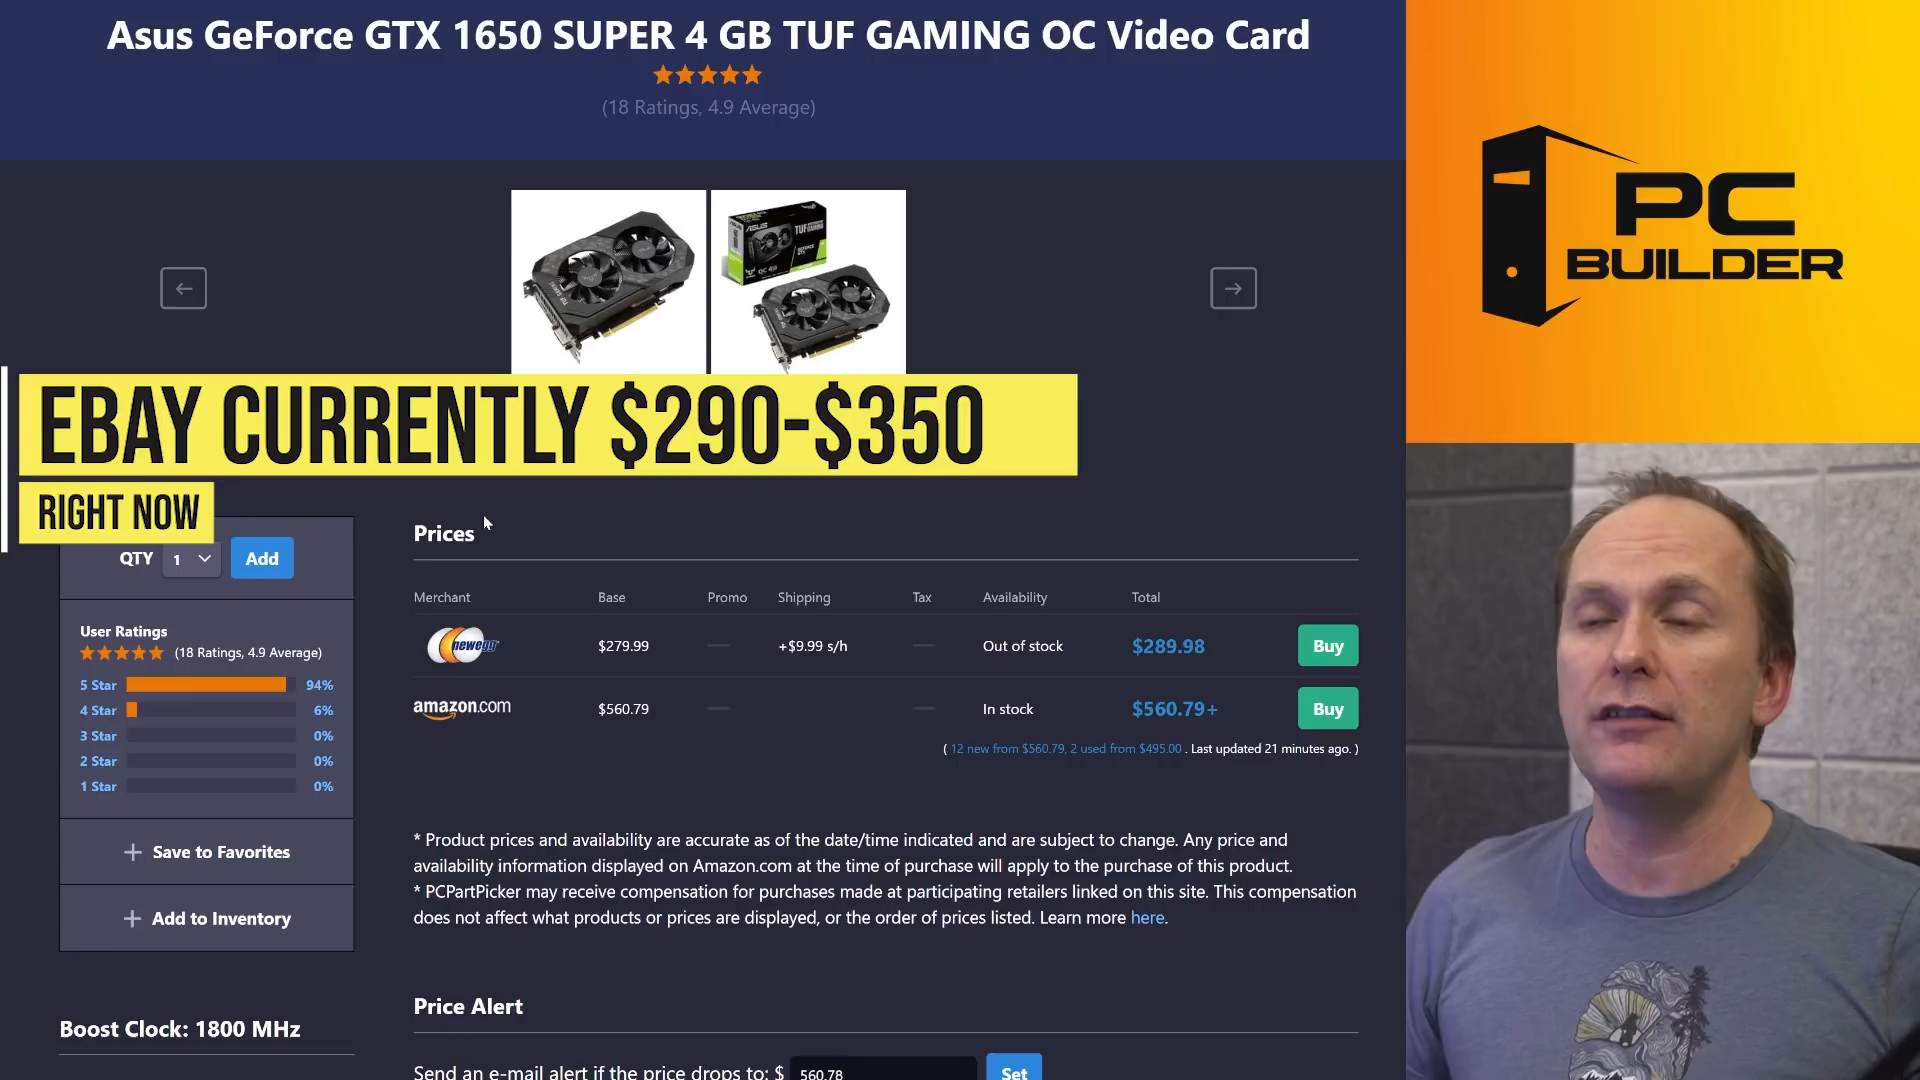 Asus GeForce GTX 1650 SUPER 4 GB TUF GAMING OC Video Card
(18 Ratings, 4.9 Average)
PC
BUILDER
EBAY CURRENTLY $290-$350
RIGHT NOW
QTY 1 Add
Prices
Merchant Base Promo Shipping Tax Availability Total
newegg $279.99 — +$9.99 s/h — Out of stock $289.98 Buy
amazon.com $560.79 — — In stock $560.79+ Buy
( 12 new from $560.79, 2 used from $495.00 . Last updated 21 minutes ago. )
User Ratings
(18 Ratings, 4.9 Average)
5 Star 94%
4 Star 6%
3 Star 0%
2 Star 0%
1 Star 0%
+ Save to Favorites
+ Add to Inventory
* Product prices and availability are accurate as of the date/time indicated and are subject to change. Any price and
availability information displayed on Amazon.com at the time of purchase will apply to the purchase of this product.
* PCPartPicker may receive compensation for purchases made at participating retailers linked on this site. This compensation
does not affect what products or prices are displayed, or the order of prices listed. Learn more here.
Boost Clock: 1800 MHz
Price Alert
Send an e-mail alert if the price drops to: $ 560.78 Set